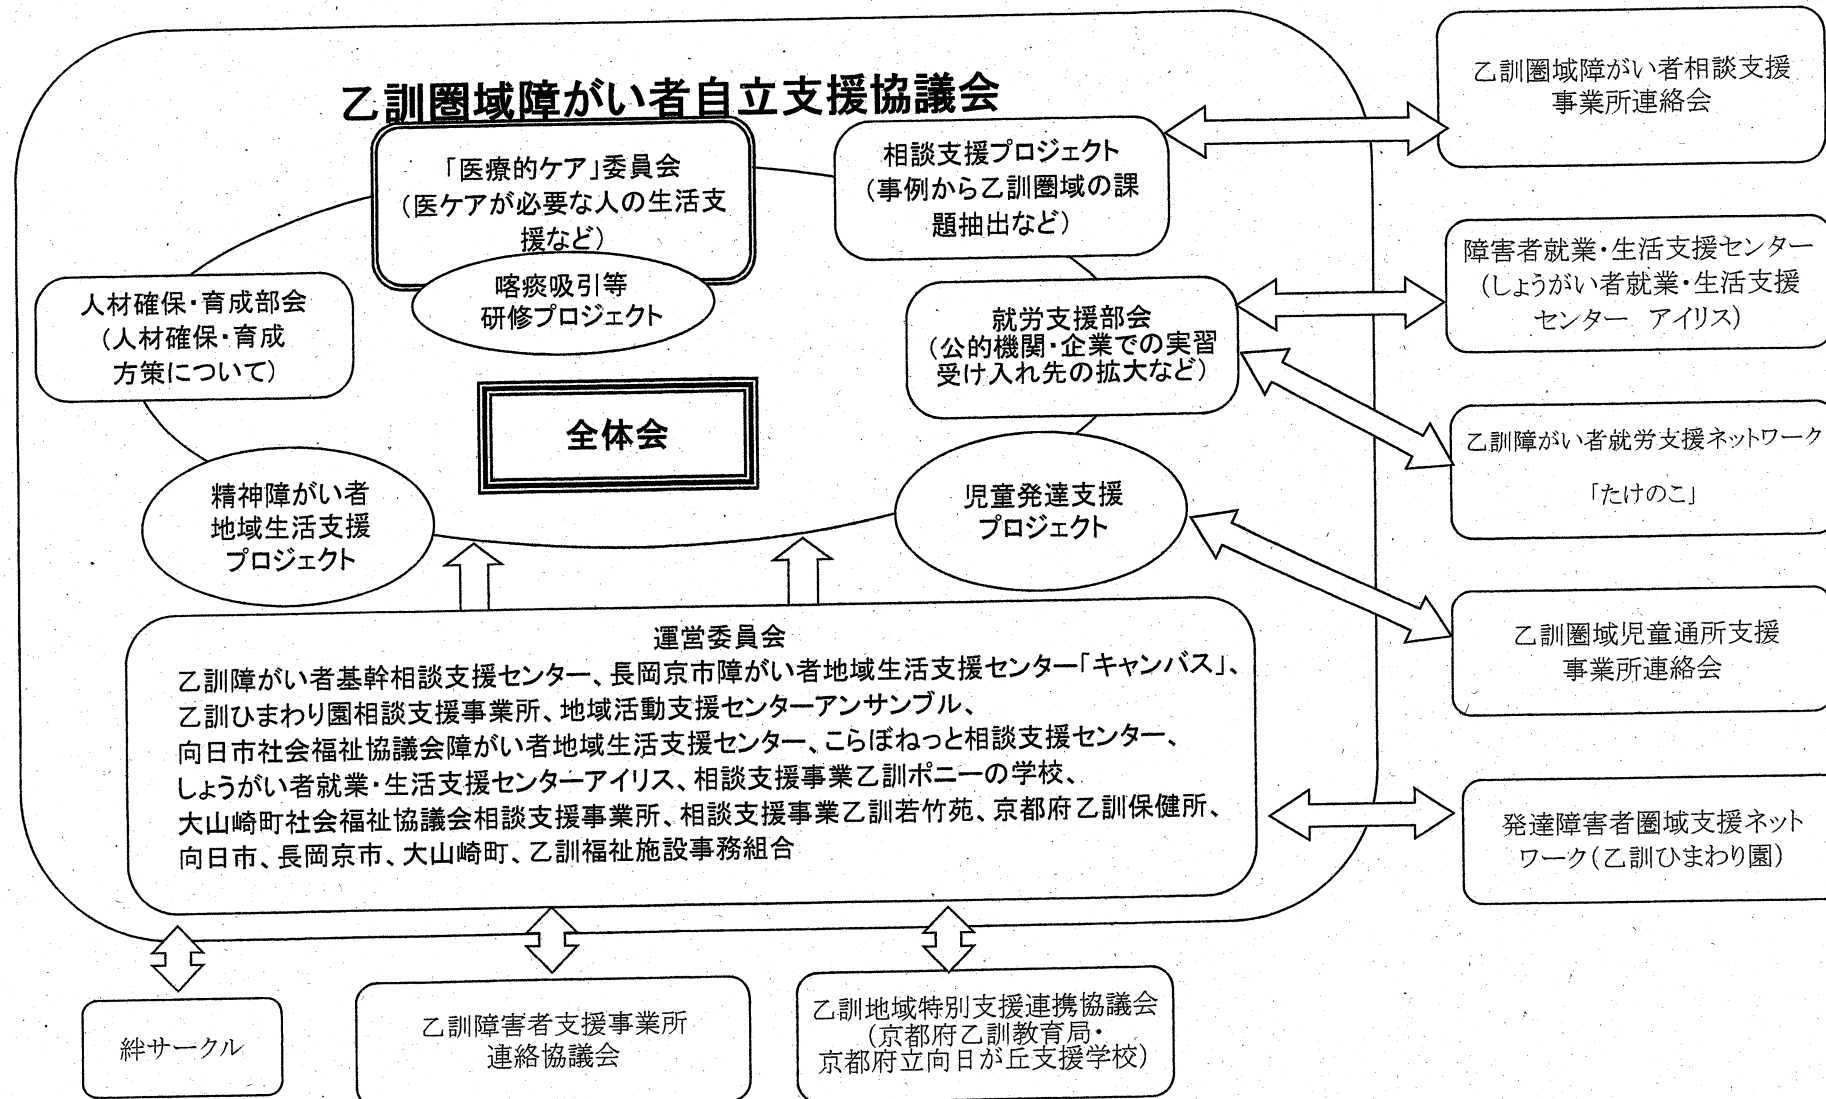 乙訓圏域障がい者自立支援協議会
「医療的ケア」委員会
(医ケアが必要な人の生活支
援など)
喀痰吸引等
研修プロジェクト
相談支援プロジェクト
(事例から乙訓圏域の課
題抽出など)
人材確保・育成部会
(人材確保・育成
方策について)
就労支援部会
(公的機関・企業での実習
受け入れ先の拡大など)
全体会
精神障がい者
地域生活支援
プロジェクト
児童発達支援
プロジェクト
運営委員会
乙訓障がい者基幹相談支援センター、長岡京市障がい者地域生活支援センター「キャンバス」、
乙訓ひまわり園相談支援事業所、地域活動支援センターアンサンブル、
向日市社会福祉協議会障がい者地域生活支援センター、こらぼねっと相談支援センター、
しょうがい者就業・生活支援センターアイリス、相談支援事業乙訓ポニーの学校、
大山崎町社会福祉協議会相談支援事業所、相談支援事業乙訓若竹苑、京都府乙訓保健所、
向日市、長岡京市、大山崎町、乙訓福祉施設事務組合
乙訓圏域障がい者相談支援
事業所連絡会
障害者就業・生活支援センター
(しょうがい者就業・生活支援
センター アイリス)
乙訓障がい者就労支援ネットワーク
「たけのこ」
乙訓圏域児童通所支援
事業所連絡会
発達障害者圏域支援ネット
ワーク(乙訓ひまわり園)
絆サークル
乙訓障害者支援事業所
連絡協議会
乙訓地域特別支援連携協議会
(京都府乙訓教育局・
京都府立向日が丘支援学校)